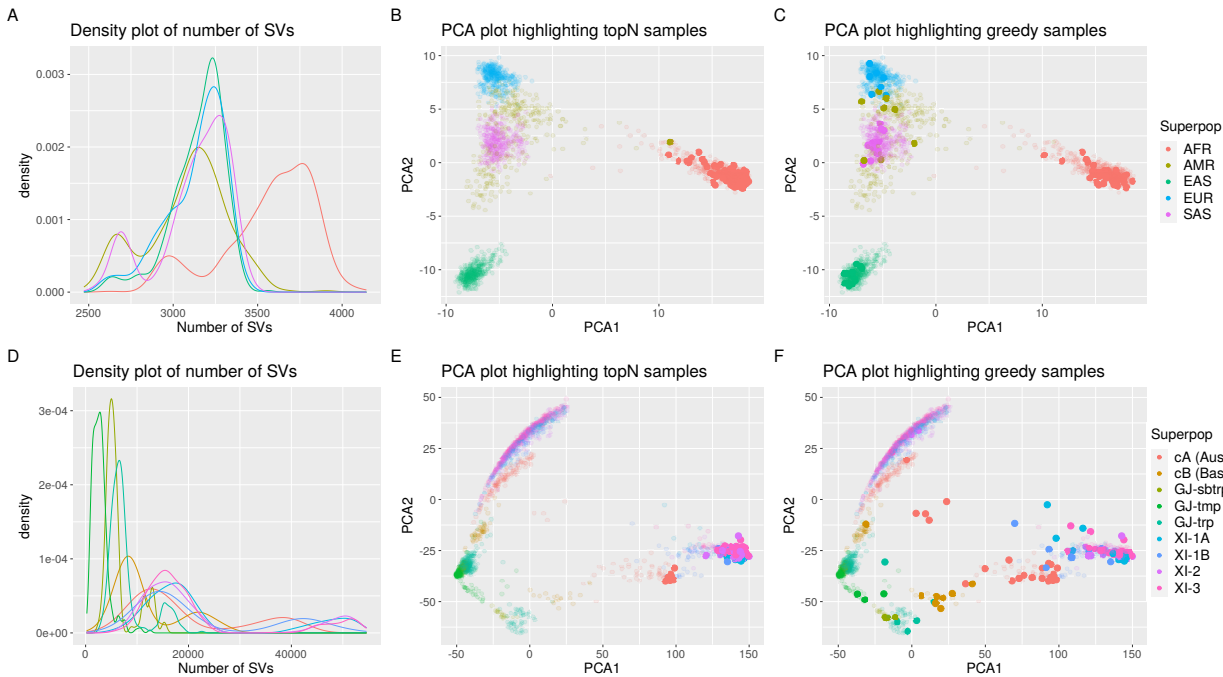 A
Density plot of number of SVs
0.003
0.002
0.001
0.000
density
2500
3000
3500
4000
Number of SVs
B
PCA plot highlighting topN samples
10
5
0
-5
-10
PCA2
-10
0
10
PCA1
C
PCA plot highlighting greedy samples
10
5
0
-5
-10
PCA2
-10
0
10
PCA1
Superpop
AFR
AMR
EAS
EUR
SAS
D
Density plot of number of SVs
3e-04
2e-04
1e-04
0e+00
density
0
20000
40000
Number of SVs
E
PCA plot highlighting topN samples
50
25
0
-25
-50
PCA2
-50
0
50
100
150
PCA1
F
PCA plot highlighting greedy samples
50
25
0
-25
-50
PCA2
-50
0
50
100
150
PCA1
Superpop
cA (Aus
cB (Bas
GJ-sbtrp
GJ-tmp
GJ-trp
XI-1A
XI-1B
XI-2
XI-3